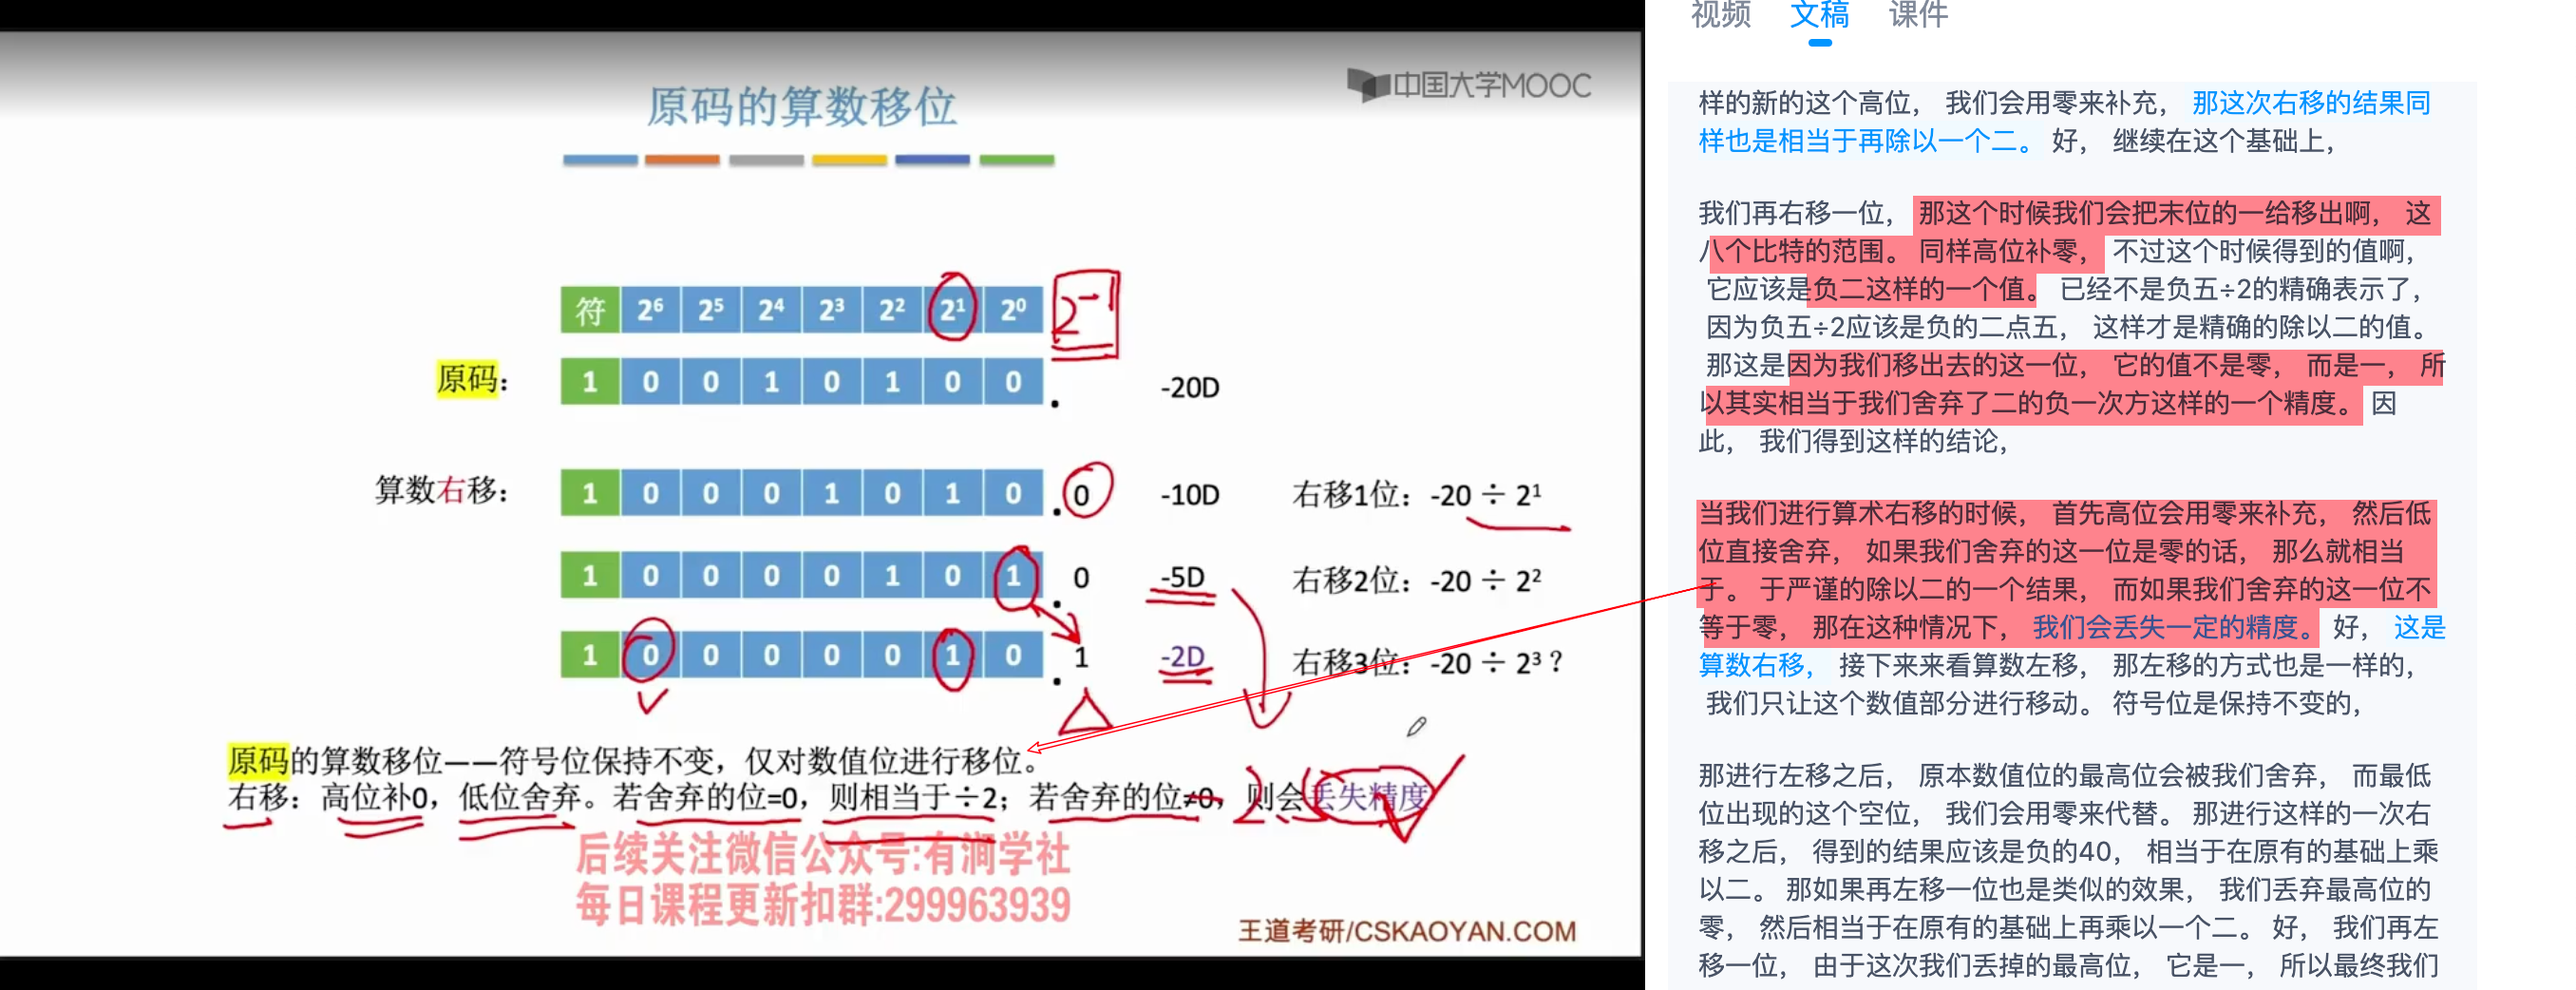 中国大学MOOC
原码的算数移位
符 2⁶ 2⁵ 2⁴ 2³ 2² 2¹ 2⁰ 2⁻¹
原码： 1 0 0 1 0 1 0 0 . -20D
算数右移： 1 0 0 0 1 0 1 0 . 0 -10D 右移1位：-20 ÷ 2¹
1 0 0 0 0 1 0 1 . 0 -5D 右移2位：-20 ÷ 2²
1 0 0 0 0 0 1 0 . 1 -2D 右移3位：-20 ÷ 2³？
原码的算数移位——符号位保持不变，仅对数值位进行移位。
右移：高位补0，低位舍弃。若舍弃的位=0，则相当于÷2；若舍弃的位≠0，则会丢失精度
后续关注微信公众号:有涧学社
每日课程更新扣群:299963939
王道考研/CSKAOYAN.COM
视频 文稿 课件
样的新的这个高位， 我们会用零来补充， 那这次右移的结果同
样也是相当于再除以一个二。 好， 继续在这个基础上，
我们再右移一位， 那这个时候我们会把末位的一给移出啊， 这
八个比特的范围。 同样高位补零， 不过这个时候得到的值啊，
它应该是负二这样的一个值。 已经不是负五÷2的精确表示了，
因为负五÷2应该是负的二点五， 这样才是精确的除以二的值。
那这是因为我们移出去的这一位， 它的值不是零， 而是一， 所
以其实相当于我们舍弃了二的负一次方这样的一个精度。 因
此， 我们得到这样的结论，
当我们进行算术右移的时候， 首先高位会用零来补充， 然后低
位直接舍弃， 如果我们舍弃的这一位是零的话， 那么就相当
于。 于严谨的除以二的一个结果， 而如果我们舍弃的这一位不
等于零， 那在这种情况下， 我们会丢失一定的精度。 好， 这是
算数右移， 接下来来看算数左移， 那左移的方式也是一样的，
我们只让这个数值部分进行移动。 符号位是保持不变的，
那进行左移之后， 原本数值位的最高位会被我们舍弃， 而最低
位出现的这个空位， 我们会用零来代替。 那进行这样的一次右
移之后， 得到的结果应该是负的40， 相当于在原有的基础上乘
以二。 那如果再左移一位也是类似的效果， 我们丢弃最高位的
零， 然后相当于在原有的基础上再乘以一个二。 好， 我们再左
移一位， 由于这次我们丢掉的最高位， 它是一， 所以最终我们